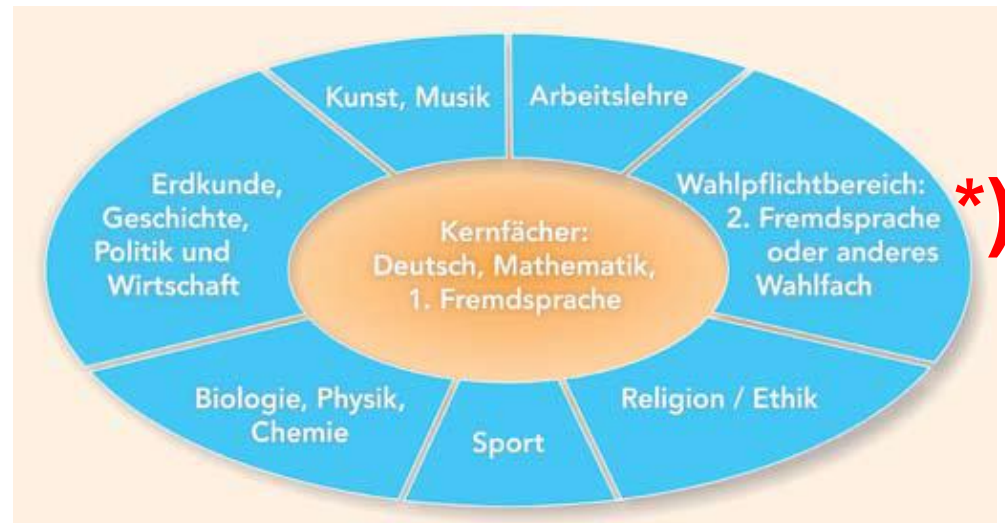 Kunst, Musik
Arbeitslehre
Erdkunde,
Geschichte,
Politik und
Wirtschaft
Kernfächer:
Deutsch, Mathematik,
1. Fremdsprache
Wahlpflichtbereich:
2. Fremdsprache
oder anderes
Wahlfach
*)
Biologie, Physik,
Chemie
Sport
Religion / Ethik